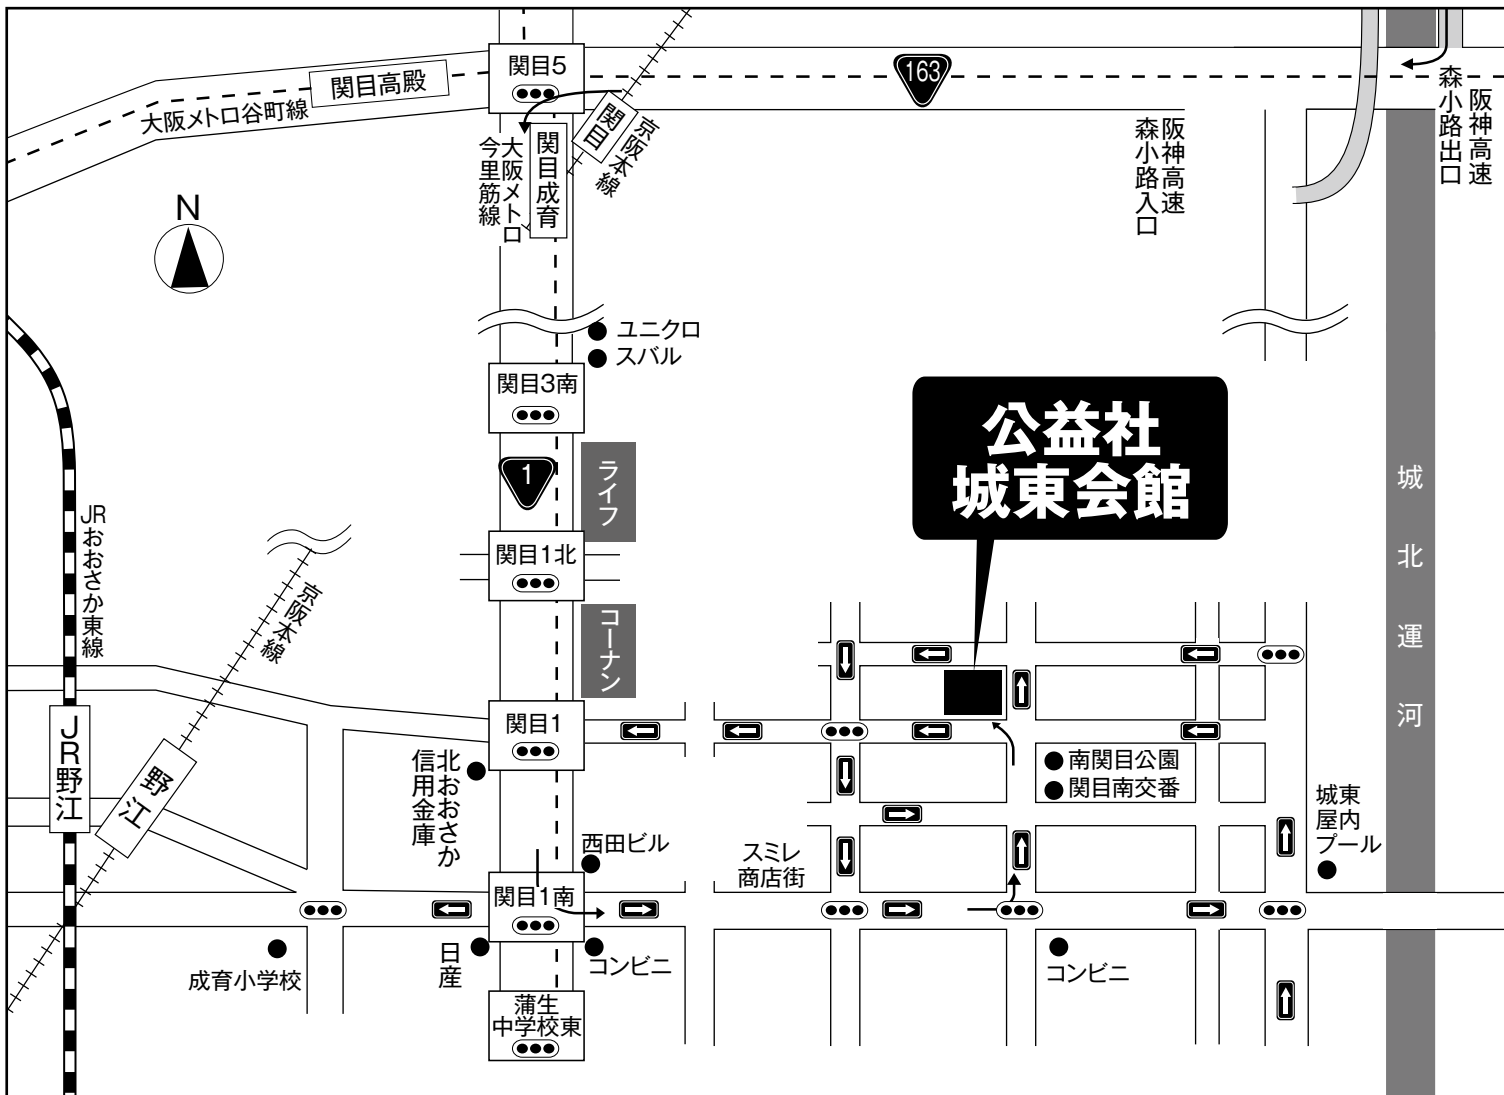 関目5
163
関目高殿
大阪メトロ谷町線
関目
京阪本線
関目成育
大阪メトロ
今里筋線
阪神高速
森小路入口
阪神高速
森小路出口
N
ユニクロ
スバル
関目3南
公益社
城東会館
1
ライフ
城北運河
JRおおさか東線
関目1北
京阪本線
コーナン
関目1
JR野江
野江
北おおさか
信用金庫
南関目公園
関目南交番
城東
屋内
プール
西田ビル
スミレ
商店街
関目1南
日産
コンビニ
コンビニ
成育小学校
蒲生
中学校東